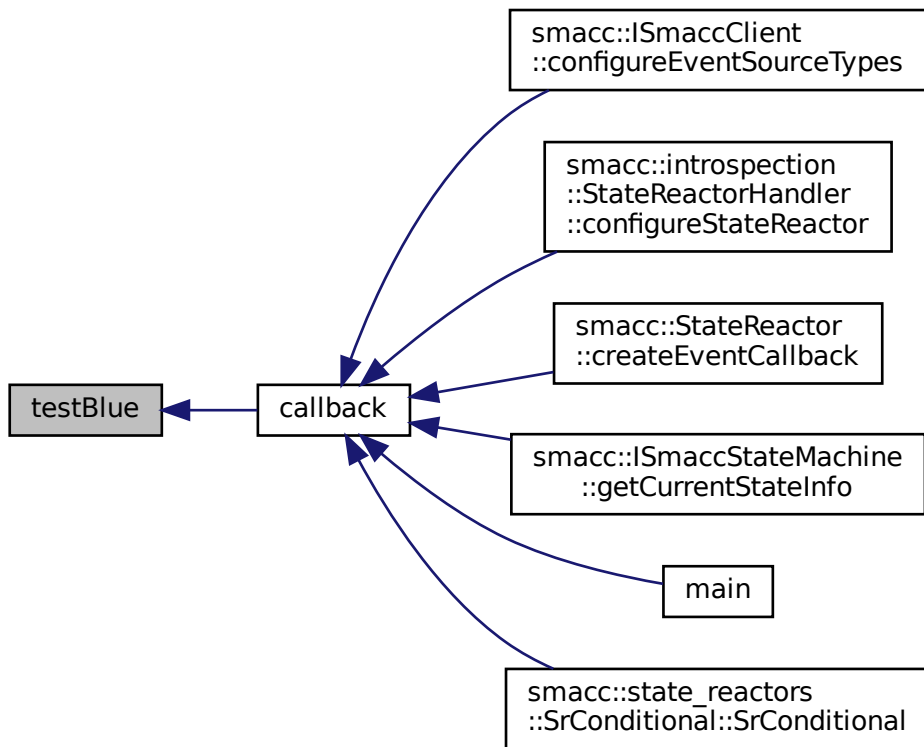 smacc::ISmaccClient
::configureEventSourceTypes
smacc::introspection
::StateReactorHandler
::configureStateReactor
smacc::StateReactor
::createEventCallback
testBlue
callback
smacc::ISmaccStateMachine
::getCurrentStateInfo
main
smacc::state_reactors
::SrConditional::SrConditional